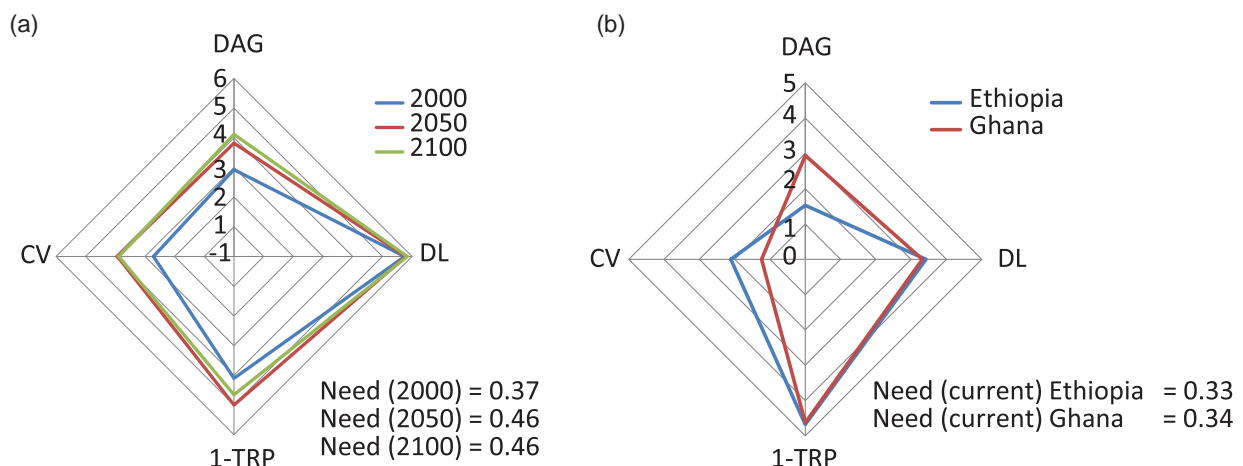 (a)
DAG
6
5
4
3
2
1
-1
2000
2050
2100
CV
DL
1-TRP
Need (2000) = 0.37
Need (2050) = 0.46
Need (2100) = 0.46
(b)
DAG
5
4
3
2
1
0
Ethiopia
Ghana
CV
DL
1-TRP
Need (current) Ethiopia = 0.33
Need (current) Ghana = 0.34